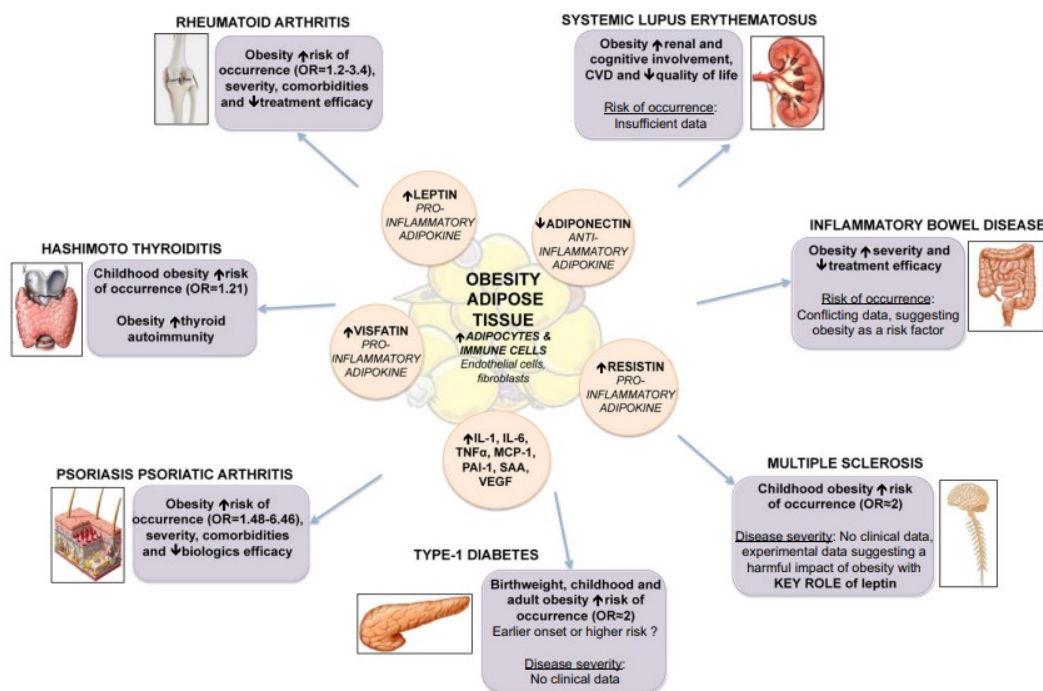 RHEUMATOID ARTHRITIS
Obesity ↑risk of
occurrence (OR=1.2-3.4),
severity, comorbidities
and ↓treatment efficacy
SYSTEMIC LUPUS ERYTHEMATOSUS
Obesity ↑renal and
cognitive involvement,
CVD and ↓quality of life
Risk of occurrence:
Insufficient data
HASHIMOTO THYROIDITIS
Childhood obesity ↑risk
of occurrence (OR=1.21)
Obesity ↑thyroid
autoimmunity
↑LEPTIN
PRO-
INFLAMMATORY
ADIPOKINE
↓ADIPONECTIN
ANTI-
INFLAMMATORY
ADIPOKINE
OBESITY
ADIPOSE
TISSUE
↑ADIPOCYTES &
IMMUNE CELLS
Endothelial cells,
fibroblasts
↑VISFATIN
PRO-
INFLAMMATORY
ADIPOKINE
↑RESISTIN
PRO-
INFLAMMATORY
ADIPOKINE
↑IL-1, IL-6,
TNFα, MCP-1,
PAI-1, SAA,
VEGF
INFLAMMATORY BOWEL DISEASE
Obesity ↑severity and
↓treatment efficacy
Risk of occurrence:
Conflicting data, suggesting
obesity as a risk factor
PSORIASIS PSORIATIC ARTHRITIS
Obesity ↑risk of
occurrence (OR=1.48-6.46),
severity, comorbidities
and ↓biologics efficacy
TYPE-1 DIABETES
Birthweight, childhood and
adult obesity ↑risk of
occurrence (OR≈2)
Earlier onset or higher risk ?
Disease severity:
No clinical data
MULTIPLE SCLEROSIS
Childhood obesity ↑risk
of occurrence (OR≈2)
Disease severity: No clinical data,
experimental data suggesting a
harmful impact of obesity with
KEY ROLE of leptin